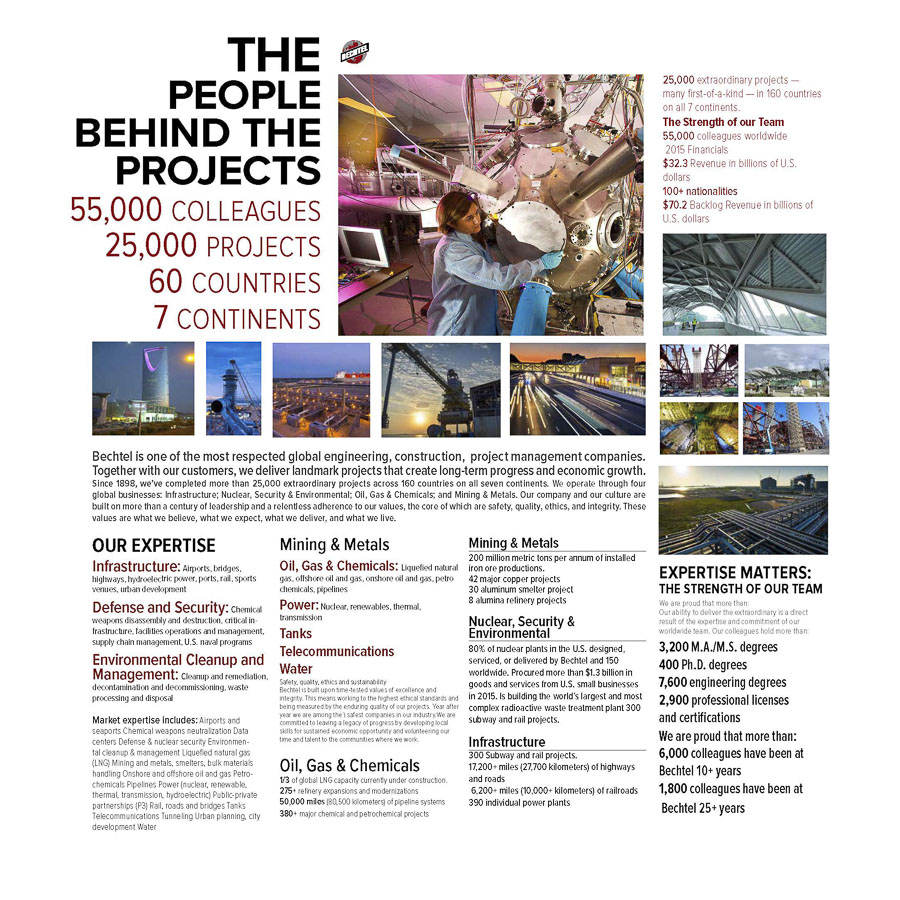 THE
PEOPLE
BEHIND THE
PROJECTS
55,000 COLLEAGUES
25,000 PROJECTS
60 COUNTRIES
7 CONTINENTS
BECHTEL
25,000 extraordinary projects —
many first-of-a-kind — in 160 countries
on all 7 continents.
The Strength of our Team
55,000 colleagues worldwide
2015 Financials
$32.3 Revenue in billions of U.S.
dollars
100+ nationalities
$70.2 Backlog Revenue in billions of
U.S. dollars
Bechtel is one of the most respected global engineering, construction, project management companies.
Together with our customers, we deliver landmark projects that create long-term progress and economic growth.
Since 1898, we've completed more than 25,000 extraordinary projects across 160 countries on all seven continents. We operate through four
global businesses: Infrastructure; Nuclear, Security & Environmental; Oil, Gas & Chemicals; and Mining & Metals. Our company and our culture are
built on more than a century of leadership and a relentless adherence to our values, the core of which are safety, quality, ethics, and integrity. These
values are what we believe, what we expect, what we deliver, and what we live.
OUR EXPERTISE
Infrastructure: Airports, bridges,
highways, hydroelectric power, ports, rail, sports
venues, urban development
Defense and Security: Chemical
weapons disassembly and destruction, critical in-
frastructure, facilities operations and management,
supply chain management, U.S. naval programs
Environmental Cleanup and
Management: Cleanup and remediation,
decontamination and decommissioning, waste
processing and disposal
Market expertise includes: Airports and
seaports Chemical weapons neutralization Data
centers Defense & nuclear security Environmen-
tal cleanup & management Liquefied natural gas
(LNG) Mining and metals, smelters, bulk materials
handling Onshore and offshore oil and gas Petro-
chemicals Pipelines Power (nuclear, renewable,
thermal, transmission, hydroelectric) Public-private
partnerships (P3) Rail, roads and bridges Tanks
Telecommunications Tunneling Urban planning, city
development Water
Mining & Metals
Oil, Gas & Chemicals: Liquefied natural
gas, offshore oil and gas, onshore oil and gas, petro
chemicals, pipelines
Power: Nuclear, renewables, thermal,
transmission
Tanks
Telecommunications
Water
Safety, quality, ethics and sustainability
Bechtel is built upon time-tested values of excellence and
integrity. This means working to the highest ethical standards and
being measured by the enduring quality of our projects. Year after
year we are among the \ safest companies in our industry.We are
committed to leaving a legacy of progress by developing local
skills for sustained economic opportunity and volunteering our
time and talent to the communities where we work.
Oil, Gas & Chemicals
1/3 of global LNG capacity currently under construction.
275+ refinery expansions and modernizations
50,000 miles (80,500 kilometers) of pipeline systems
380+ major chemical and petrochemical projects
Mining & Metals
200 million metric tons per annum of installed
iron ore productions.
42 major copper projects
30 aluminum smelter project
8 alumina refinery projects
Nuclear, Security &
Environmental
80% of nuclear plants in the U.S. designed,
serviced, or delivered by Bechtel and 150
worldwide. Procured more than $1.3 billion in
goods and services from U.S. small businesses
in 2015. Is building the world's largest and most
complex radioactive waste treatment plant 300
subway and rail projects.
Infrastructure
300 Subway and rail projects.
17,200+ miles (27,700 kilometers) of highways
and roads
6,200+ miles (10,000+ kilometers) of railroads
390 individual power plants
EXPERTISE MATTERS:
THE STRENGTH OF OUR TEAM
We are proud that more than:
Our ability to deliver the extraordinary is a direct
result of the expertise and commitment of our
worldwide team. Our colleagues hold more than:
3,200 M.A./M.S. degrees
400 Ph.D. degrees
7,600 engineering degrees
2,900 professional licenses
and certifications
We are proud that more than:
6,000 colleagues have been at
Bechtel 10+ years
1,800 colleagues have been at
Bechtel 25+ years